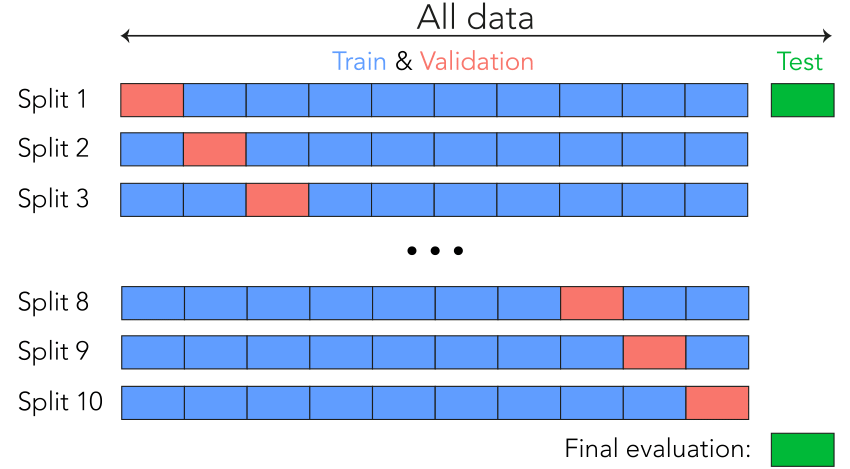 All data
Train & Validation
Test
Split 1
Split 2
Split 3
...
Split 8
Split 9
Split 10
Final evaluation: